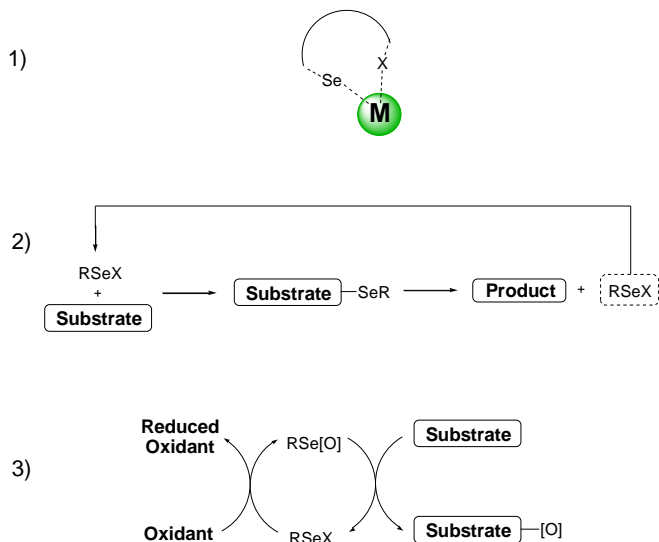 1)
X
Se
M
2)
RSeX
+
Substrate
Substrate SeR
Product + RSeX
3)
Reduced
Oxidant
RSe[O]
Substrate
Oxidant
RSeX
Substrate [O]